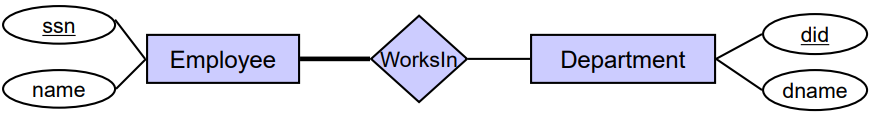 ssn
name
Employee
WorksIn
Department
did
dname